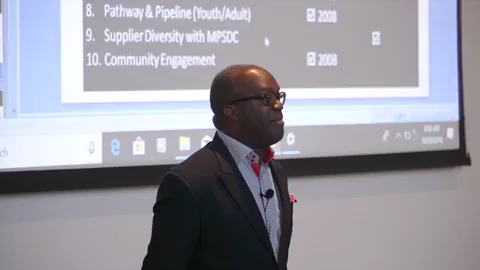 8. Pathway & Pipeline (Youth/Adult) ☑ 2008
9. Supplier Diversity with MPSDC ☑
10. Community Engagement ☑ 2008